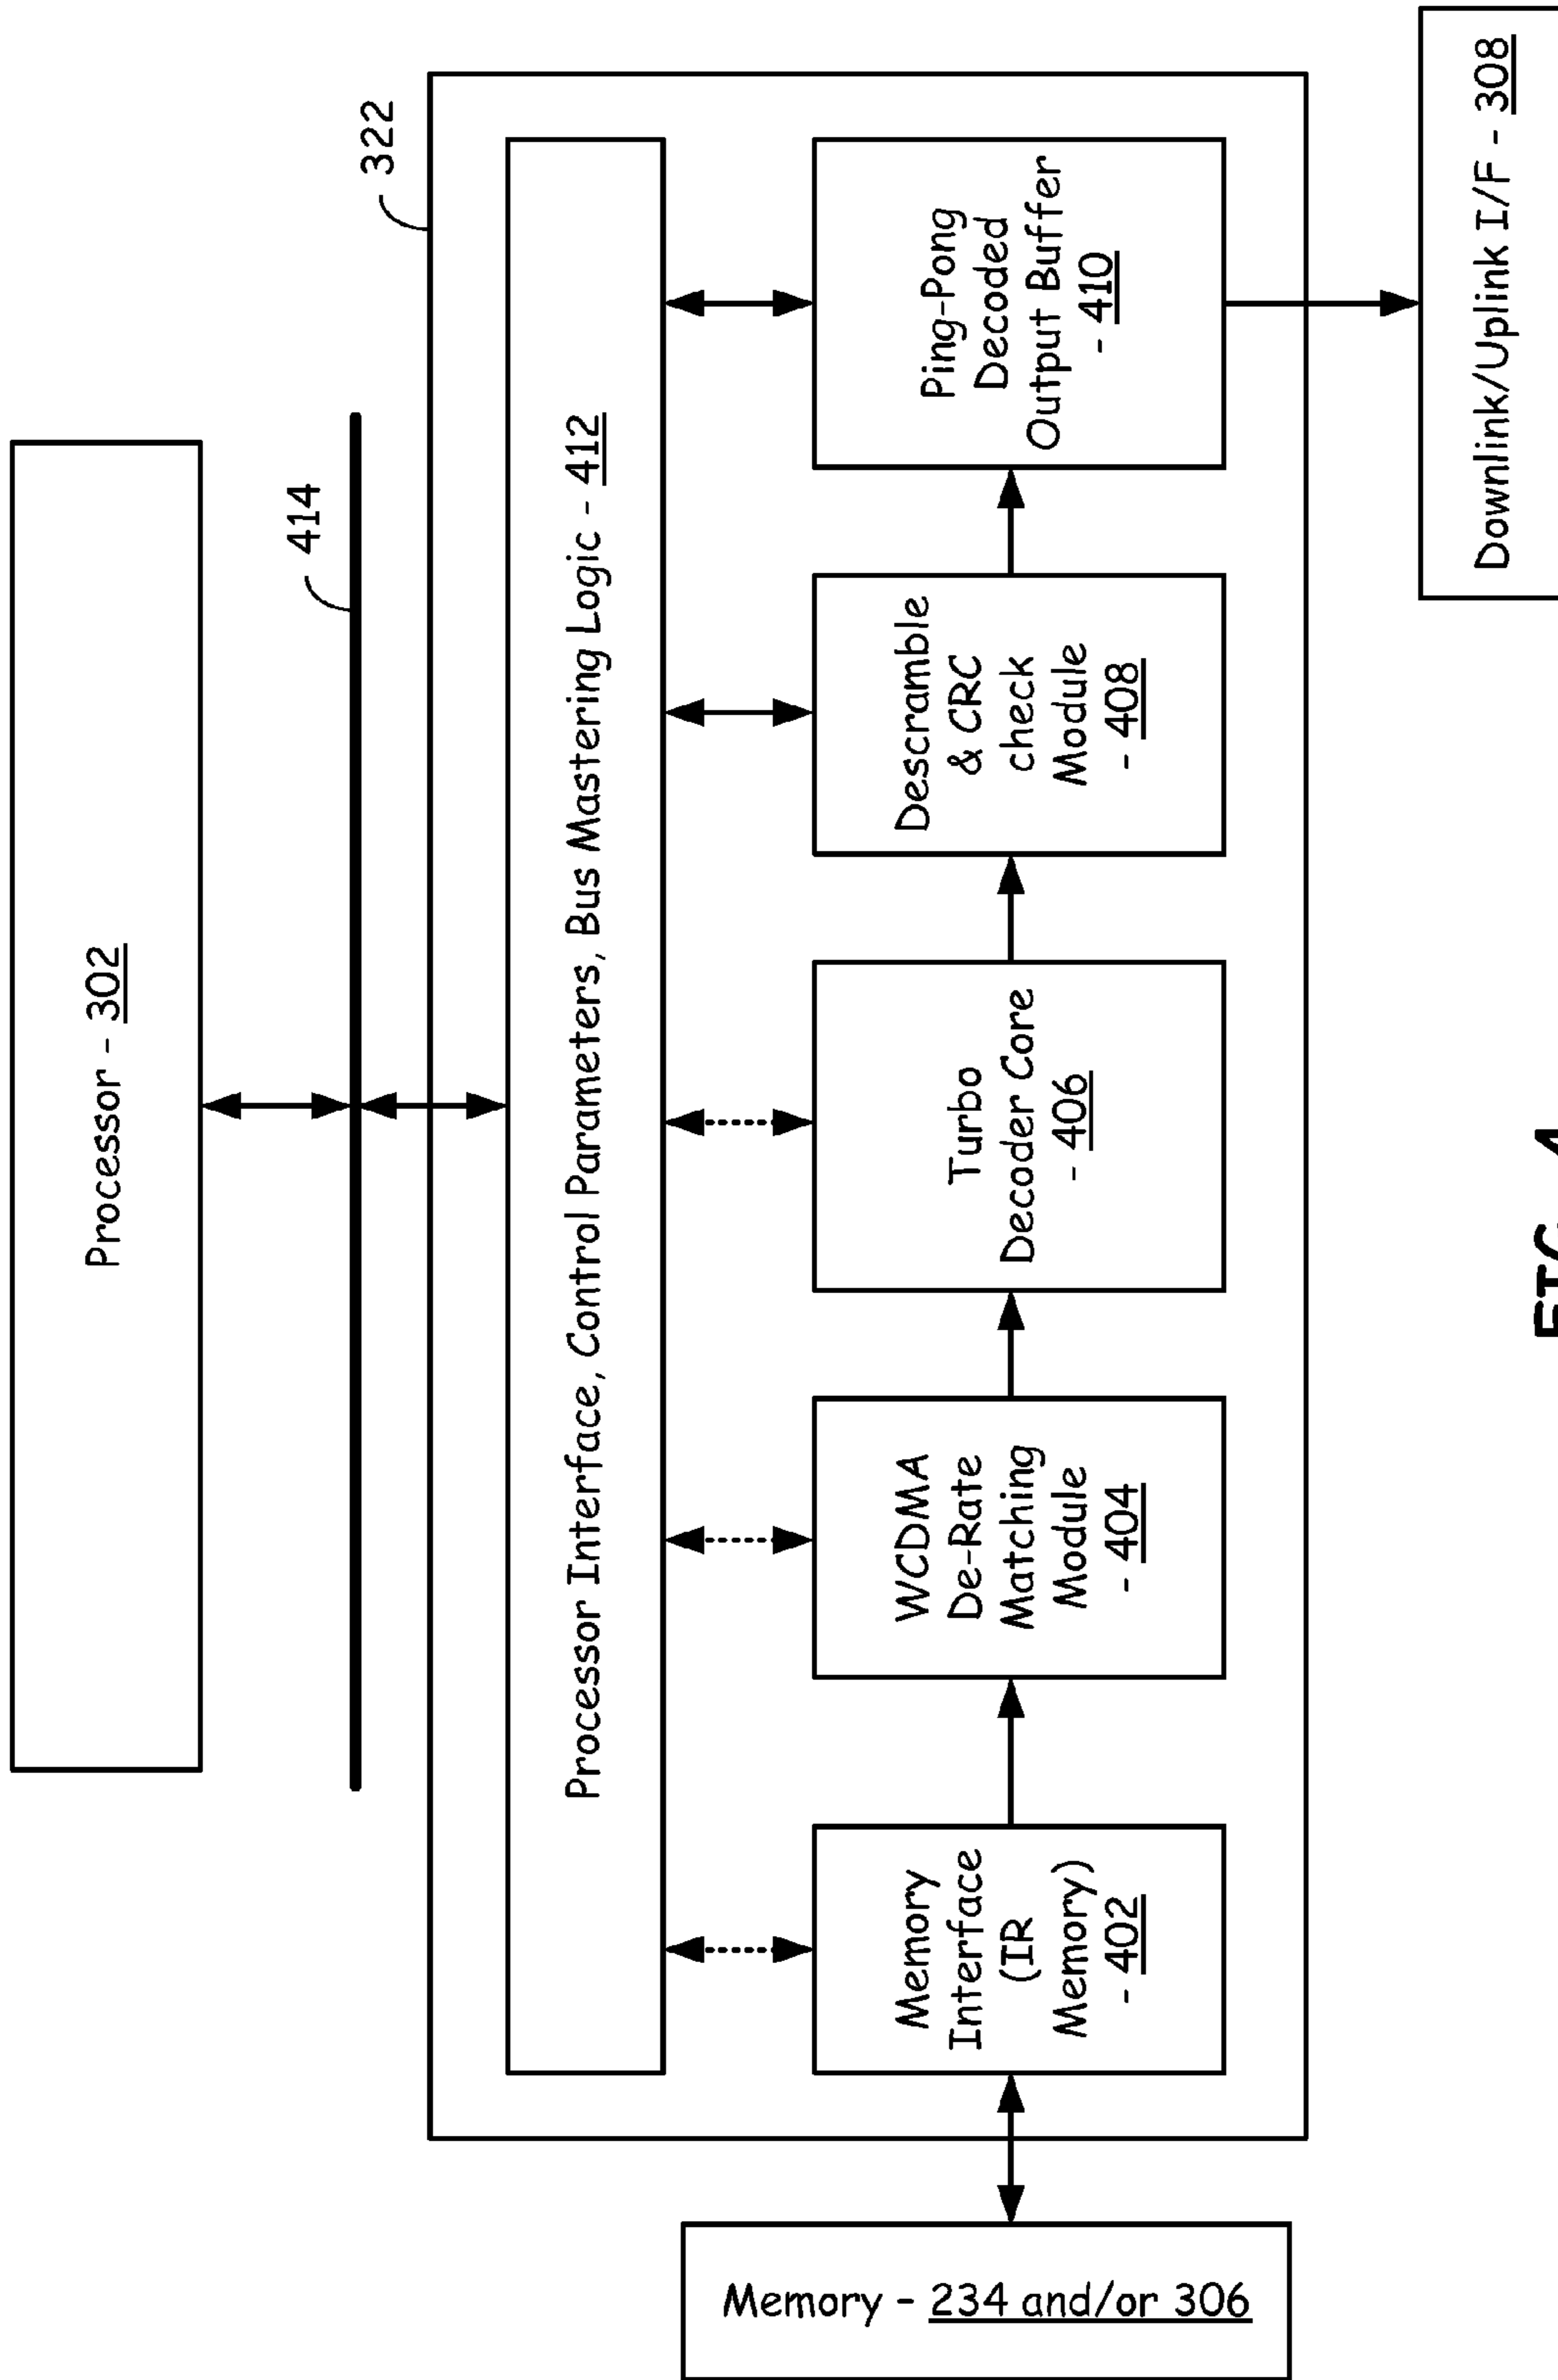 Processor - 302
414
322
Processor Interface, Control Parameters, Bus Mastering Logic - 412
Memory
Interface
(IR
Memory)
- 402
WCDMA
De-Rate
Matching
Module
- 404
Turbo
Decoder Core
- 406
Descramble
& CRC
check
Module
- 408
Ping-Pong
Decoded
Output Buffer
- 410
Memory - 234 and/or 306
Downlink/Uplink I/F - 308
FIG. 4